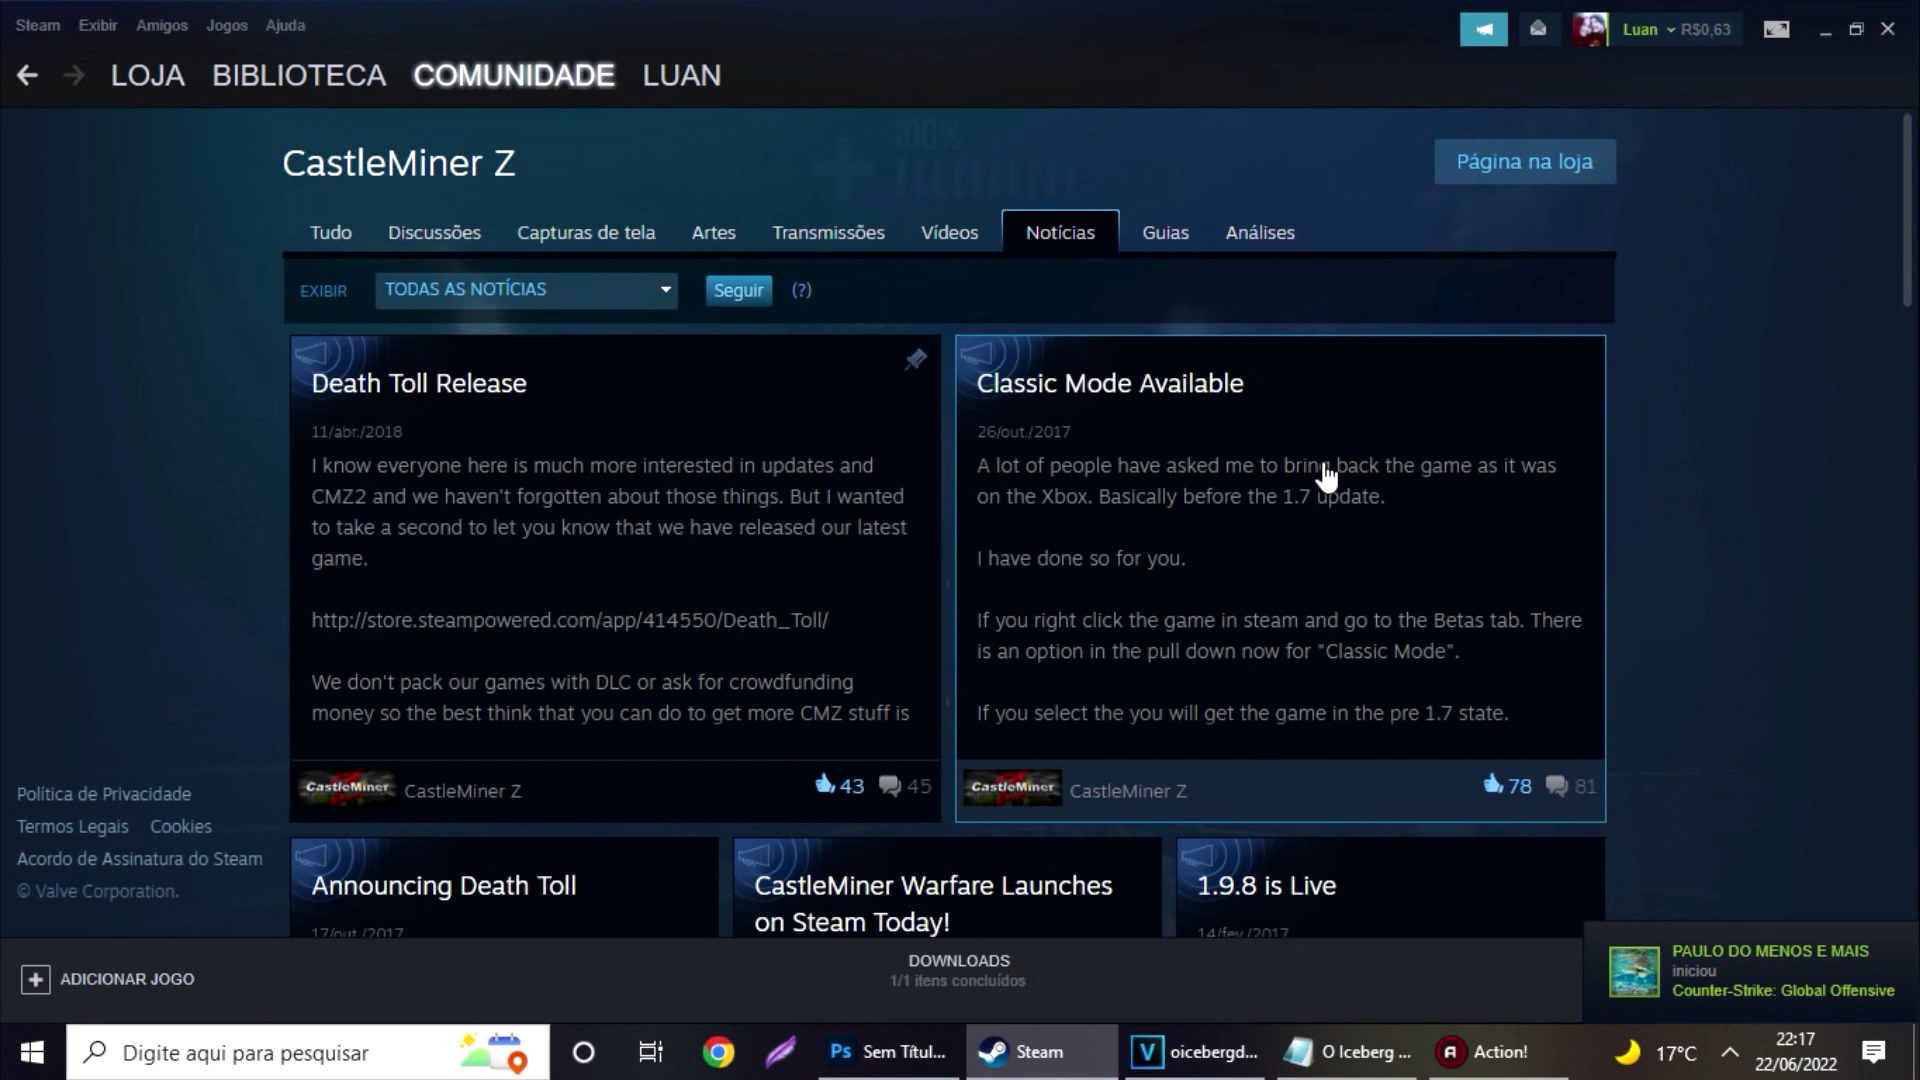 Steam Exibir Amigos Jogos Ajuda
Luan R$0,63
LOJA BIBLIOTECA COMUNIDADE LUAN
CastleMiner Z
Página na loja
Tudo Discussões Capturas de tela Artes Transmissões Vídeos Notícias Guias Análises
EXIBIR TODAS AS NOTÍCIAS Seguir (?)
Death Toll Release
11/abr./2018
I know everyone here is much more interested in updates and
CMZ2 and we haven't forgotten about those things. But I wanted
to take a second to let you know that we have released our latest
game.
http://store.steampowered.com/app/414550/Death_Toll/
We don't pack our games with DLC or ask for crowdfunding
money so the best think that you can do to get more CMZ stuff is
CastleMiner CastleMiner Z 43 45
Classic Mode Available
26/out./2017
A lot of people have asked me to bring back the game as it was
on the Xbox. Basically before the 1.7 update.
I have done so for you.
If you right click the game in steam and go to the Betas tab. There
is an option in the pull down now for "Classic Mode".
If you select the you will get the game in the pre 1.7 state.
CastleMiner CastleMiner Z 78 81
Política de Privacidade
Termos Legais Cookies
Acordo de Assinatura do Steam
© Valve Corporation.
Announcing Death Toll
17/out./2017
CastleMiner Warfare Launches
on Steam Today!
1.9.8 is Live
14/fev./2017
ADICIONAR JOGO
DOWNLOADS
1/1 itens concluídos
PAULO DO MENOS E MAIS
iniciou
Counter-Strike: Global Offensive
Digite aqui para pesquisar
Ps Sem Títul...
Steam
V oicebergd...
O Iceberg ...
Action!
17°C
22:17
22/06/2022